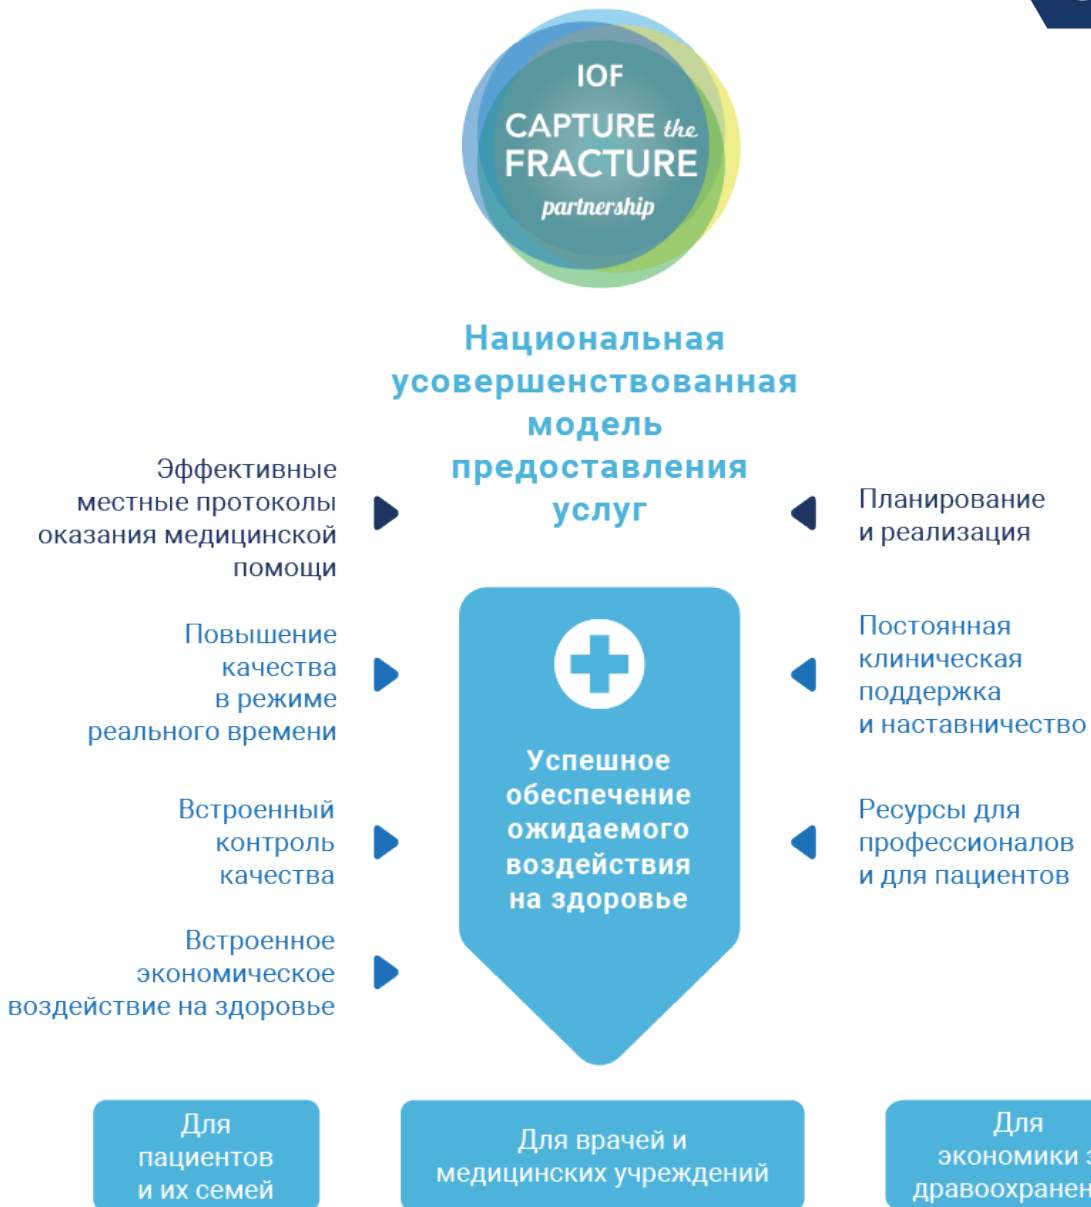 IOF
CAPTURE the
FRACTURE
partnership
Национальная
усовершенствованная
модель
предоставления
услуг
Эффективные
местные протоколы
оказания медицинской
помощи
Планирование
и реализация
Повышение
качества
в режиме
реального времени
Постоянная
клиническая
поддержка
и наставничество
Успешное
обеспечение
ожидаемого
воздействия
на здоровье
Встроенный
контроль
качества
Ресурсы для
профессионалов
и для пациентов
Встроенное
экономическое
воздействие на здоровье
Для
пациентов
и их семей
Для врачей и
медицинских учреждений
Для
экономики